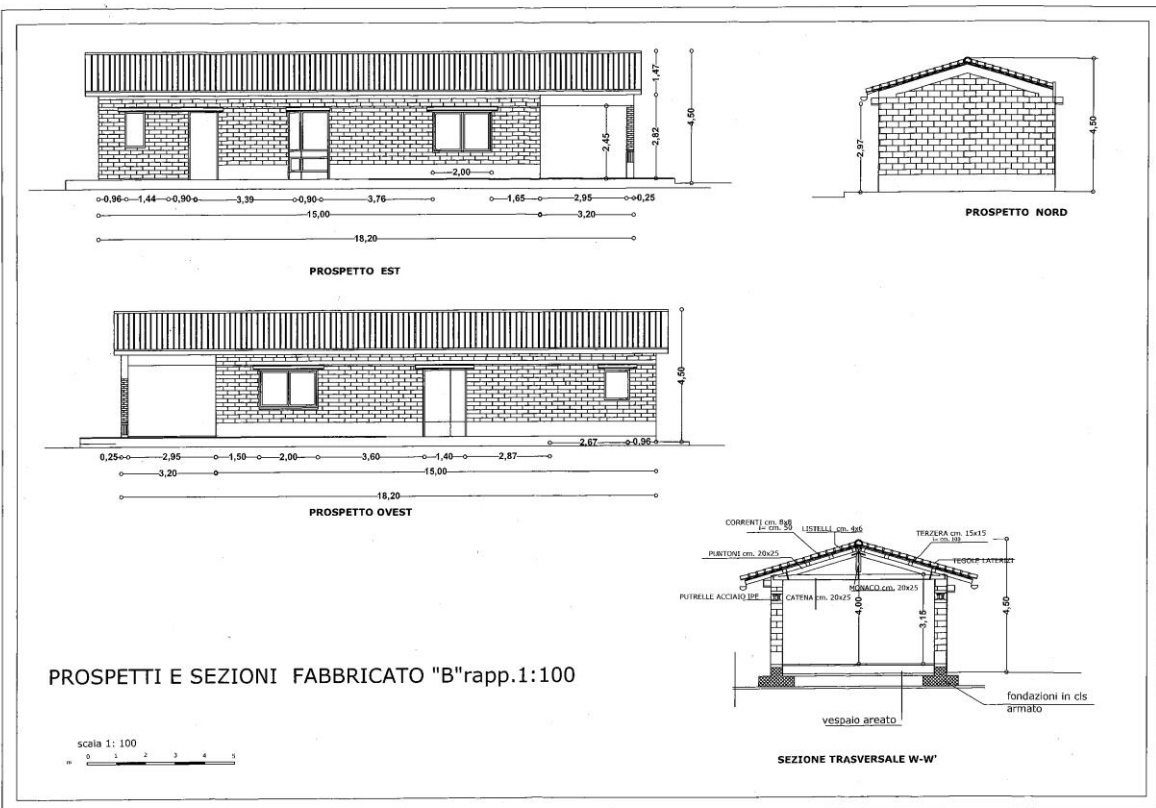 1,47
4,50
2,82
2,45
2,00
0,96 1,44 0,90 3,39 0,90 3,76 1,65 2,95 0,25
15,00 3,20
18,20
PROSPETTO EST
4,50
2,97
PROSPETTO NORD
4,50
2,67 0,96
0,25 2,95 1,50 2,00 3,60 1,40 2,87
3,20 15,00
18,20
PROSPETTO OVEST
CORRENTI cm. 8x8
i= cm. 50
LISTELLI cm. 4x6
TERZERA cm. 15x15
i= cm. 100
PUNTONI cm. 20x25
TEGOLE LATERIZI
MONACO cm. 20x25
PUTRELLE ACCIAIO IPE
CATENA cm. 20x25
4,00
3,15
4,50
fondazioni in cls
armato
vespaio areato
SEZIONE TRASVERSALE W-W'
PROSPETTI E SEZIONI FABBRICATO "B"rapp.1:100
scala 1: 100
m 0 1 2 3 4 5